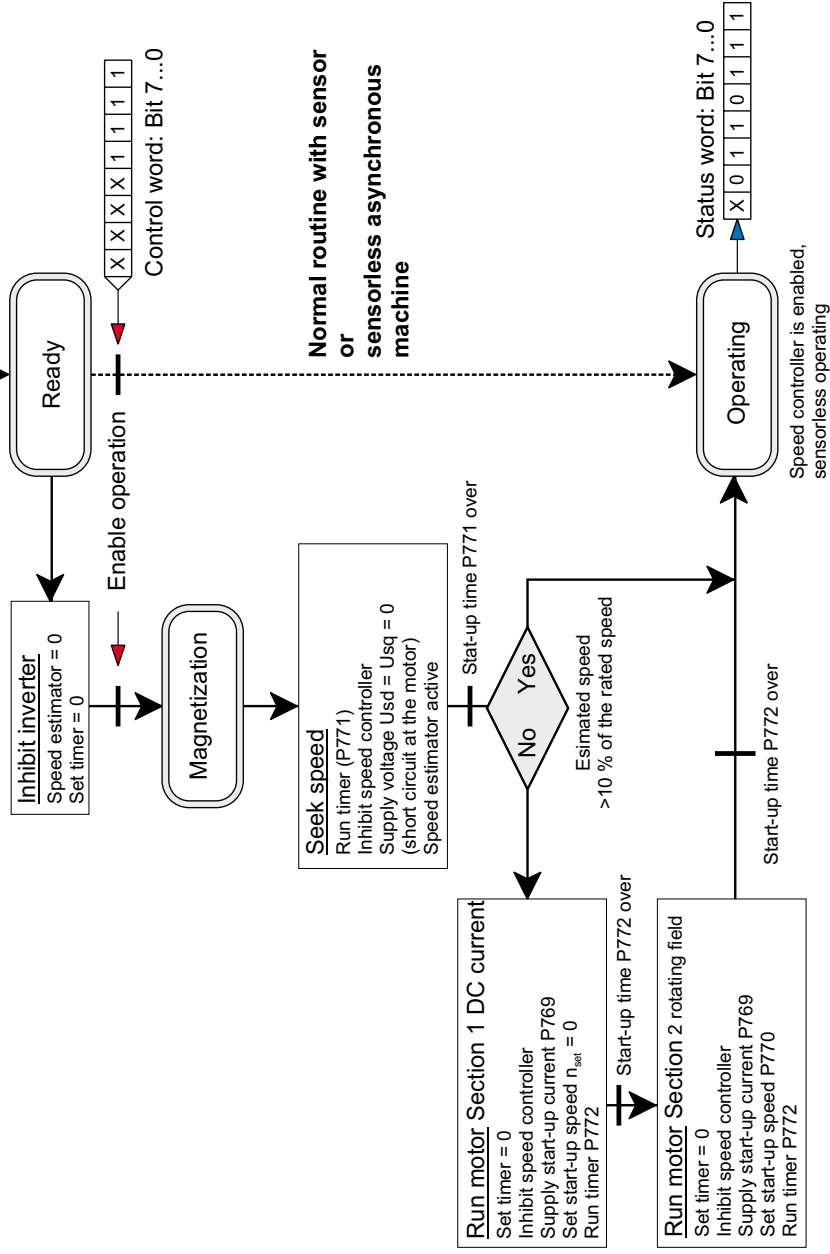 Ready
Control word: Bit 7...0
X X X X 1 1 1 1
Enable operation
Inhibit inverter
Speed estimator = 0
Set timer = 0
Magnetization
Normal routine with sensor
or
sensorless asynchronous
machine
Seek speed
Run timer (P771)
Inhibit speed controller
Supply voltage Usd = Usq = 0
(short circuit at the motor)
Speed estimator active
Stat-up time P771 over
No Yes
Esimated speed
>10 % of the rated speed
Run motor Section 1 DC current
Set timer = 0
Inhibit speed controller
Supply start-up current P769
Set start-up speed nset = 0
Run timer P772
Start-up time P772 over
Run motor Section 2 rotating field
Set timer = 0
Inhibit speed controller
Supply start-up current P769
Set start-up speed P770
Run timer P772
Start-up time P772 over
Operating
Status word: Bit 7...0
X 0 1 1 0 1 1 1
Speed controller is enabled,
sensorless operating